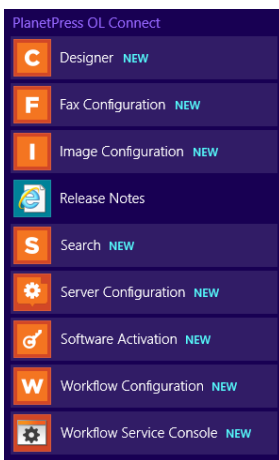 PlanetPress OL Connect
C Designer NEW
F Fax Configuration NEW
I Image Configuration NEW
Release Notes
S Search NEW
Server Configuration NEW
Software Activation NEW
W Workflow Configuration NEW
Workflow Service Console NEW